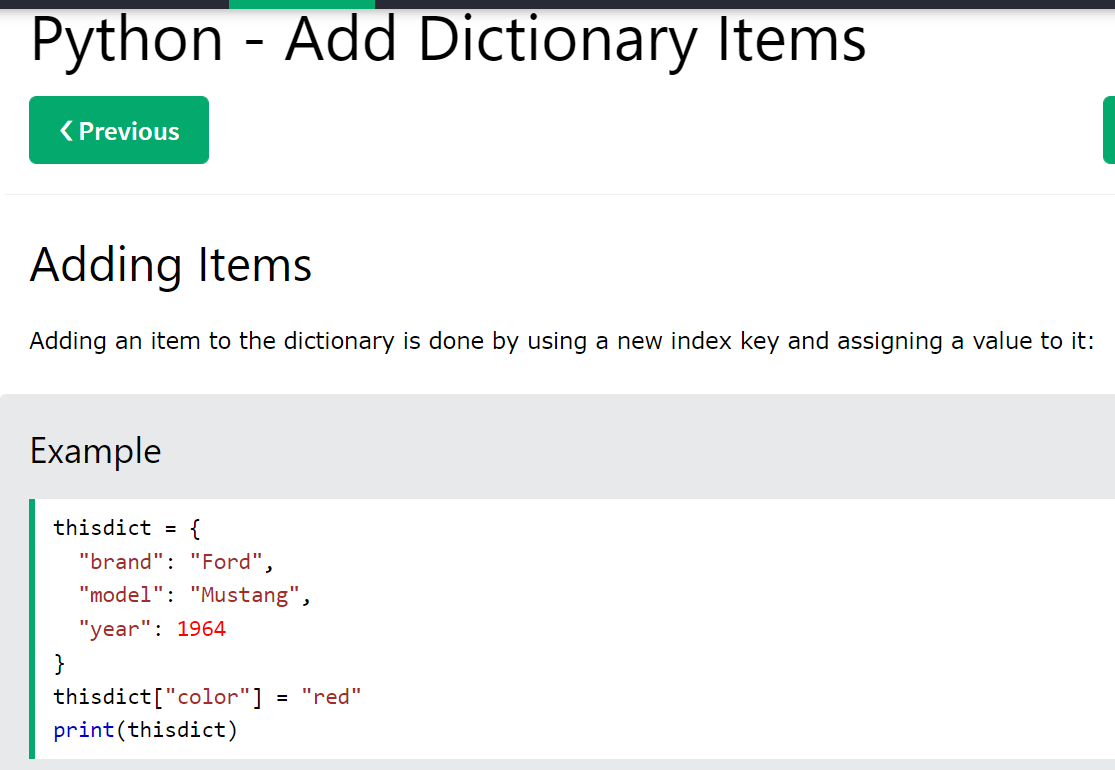 Python - Add Dictionary Items
❮ Previous
Adding Items
Adding an item to the dictionary is done by using a new index key and assigning a value to it:
Example
thisdict = {
  "brand": "Ford",
  "model": "Mustang",
  "year": 1964
}
thisdict["color"] = "red"
print(thisdict)